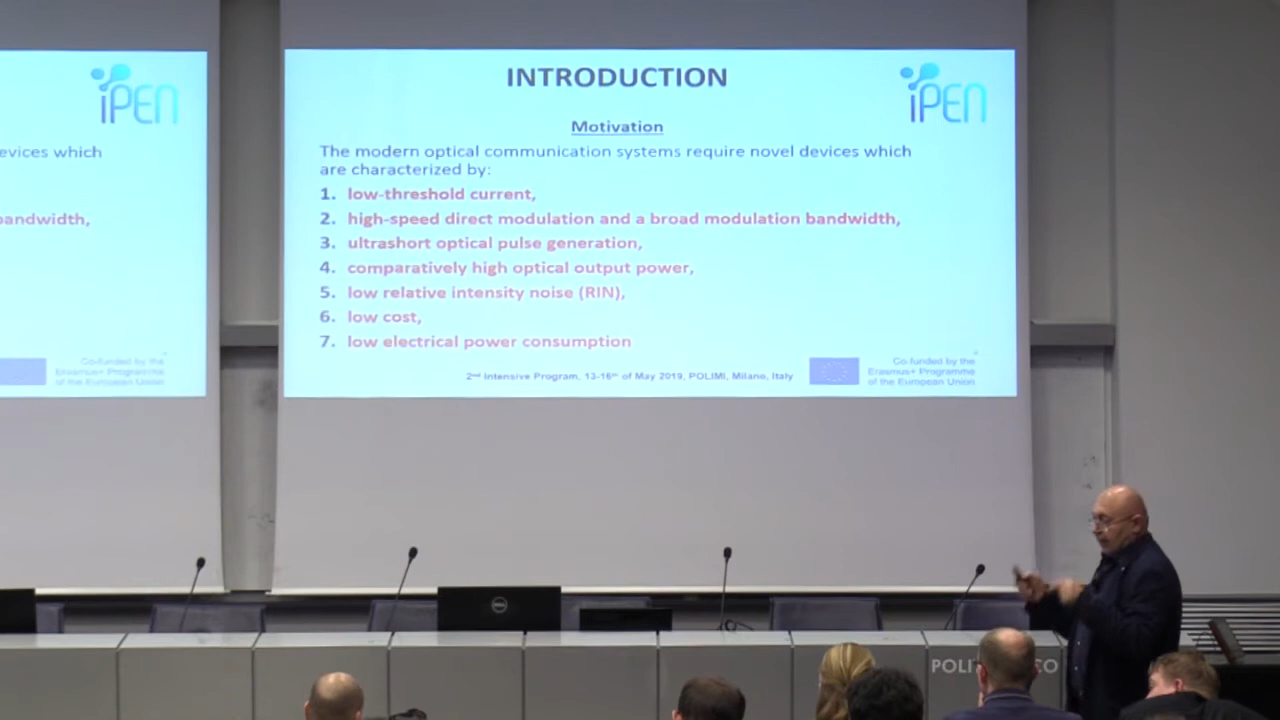 INTRODUCTION
iPEN
Motivation
The modern optical communication systems require novel devices which
are characterized by:
1. low-threshold current,
2. high-speed direct modulation and a broad modulation bandwidth,
3. ultrashort optical pulse generation,
4. comparatively high optical output power,
5. low relative intensity noise (RIN),
6. low cost,
7. low electrical power consumption
2nd Intensive Program, 13-16th of May 2019, POLIMI, Milano, Italy
Co-funded by the
Erasmus+ Programme
of the European Union
iPEN
evices which
bandwidth,
Co-funded by the
Erasmus+ Programme
of the European Union
DELL
POLI CO